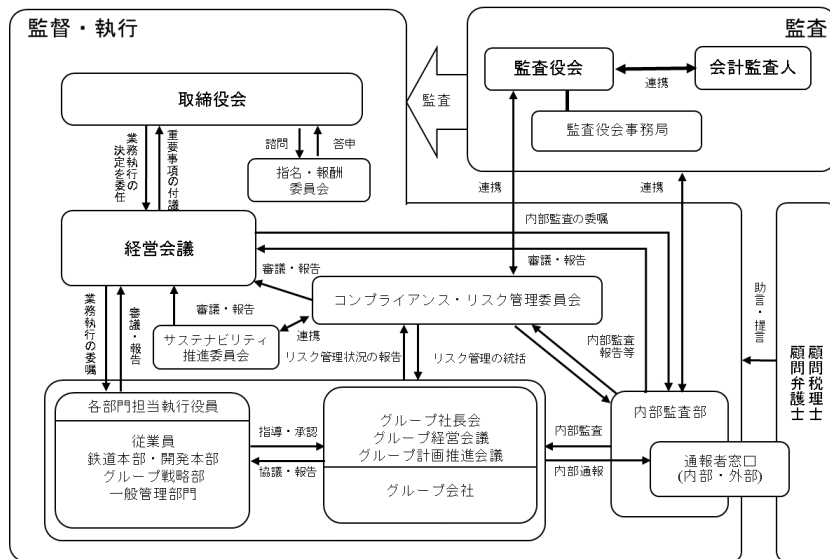 監督・執行
監査
監査役会
会計監査人
連携
監査役会事務局
監査
取締役会
諮問
答申
指名・報酬
委員会
業務執行の
決定を委任
重要事項の付議
連携
連携
経営会議
内部監査の委嘱
審議・報告
審議・報告
コンプライアンス・リスク管理委員会
審議・報告
サステナビリティ
推進委員会
連携
業務執行の委嘱
審議・報告
リスク管理状況の報告
リスク管理の統括
内部監査
報告等
助言・提言
顧問税理士
顧問弁護士
各部門担当執行役員
従業員
鉄道本部・開発本部
グループ戦略部
一般管理部門
指導・承認
協議・報告
グループ社長会
グループ経営会議
グループ計画推進会議
グループ会社
内部監査
内部通報
内部監査部
通報者窓口
(内部・外部)